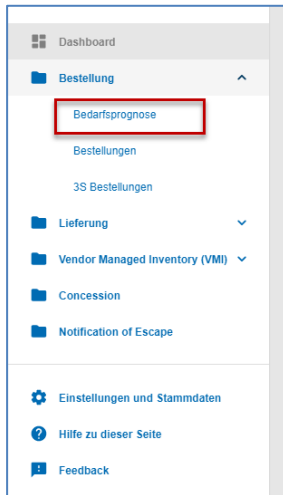 Dashboard
Bestellung
Bedarfsprognose
Bestellungen
3S Bestellungen
Lieferung
Vendor Managed Inventory (VMI)
Concession
Notification of Escape
Einstellungen und Stammdaten
Hilfe zu dieser Seite
Feedback